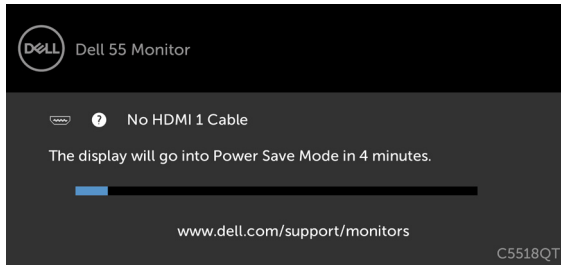 DELL
Dell 55 Monitor
? No HDMI 1 Cable
The display will go into Power Save Mode in 4 minutes.
www.dell.com/support/monitors
C5518QT